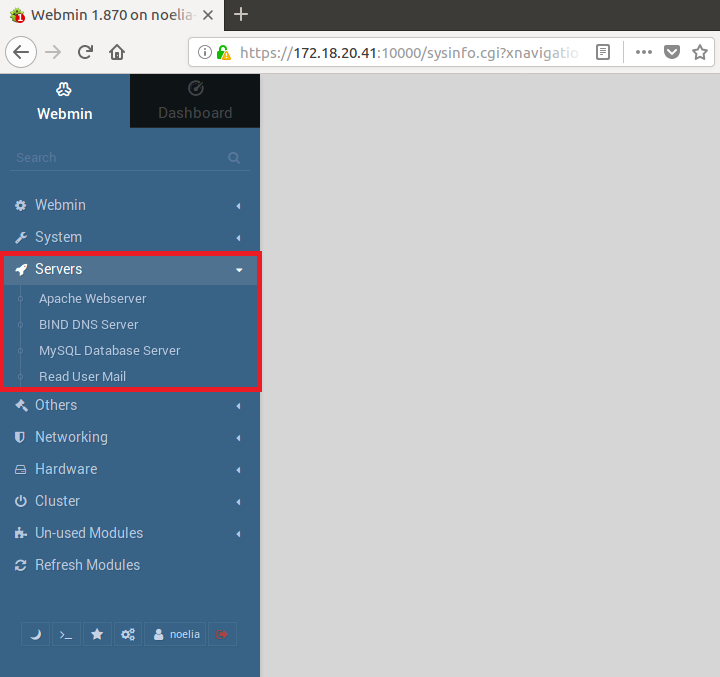 Webmin 1.870 on noelia
https://172.18.20.41:10000/sysinfo.cgi?xnavigatio
Webmin
Dashboard
Search
Webmin
System
Servers
Apache Webserver
BIND DNS Server
MySQL Database Server
Read User Mail
Others
Networking
Hardware
Cluster
Un-used Modules
Refresh Modules
noelia